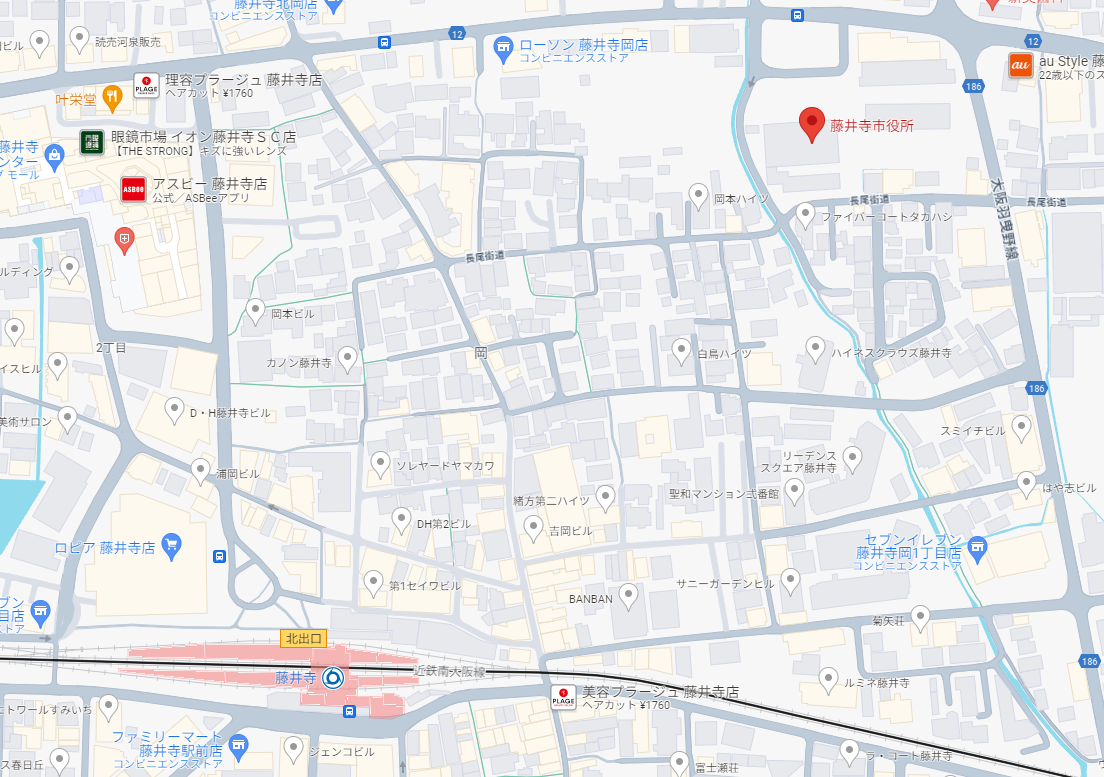 藤井寺北岡店
コンビニエンスストア
読売河泉販売
12
ローソン 藤井寺岡店
コンビニエンスストア
12
au
au Style 藤
22歳以下のス
186
PLAGE
理容プラージュ 藤井寺店
ヘアカット ¥1760
叶栄堂
藤井寺市役所
眼鏡市場 イオン藤井寺ＳＣ店
【THE STRONG】キズに強いレンズ
藤井寺
ンター
モール
ASBEE
アスビー 藤井寺店
公式／ASBeeアプリ
岡本ハイツ
長尾街道
長尾街道
大阪羽曳野線
ファイバーコートタカハシ
長尾街道
ルディング
岡本ビル
2丁目
岡
白鳥ハイツ
ハイネスクラウズ藤井寺
カノン藤井寺
イスヒル
186
D・H藤井寺ビル
美術サロン
スミイチビル
リーデンス
スクエア藤井寺
ソレヤードヤマカワ
浦岡ビル
聖和マンション弐番館
はや志ビル
緒方第二ハイツ
DH第2ビル
吉岡ビル
ロピア 藤井寺店
セブンイレブン
藤井寺岡1丁目店
コンビニエンスストア
第1セイワビル
サニーガーデンヒル
BANBAN
ブン
目店
ストア
菊矢荘
北出口
186
近鉄南大阪線
藤井寺
ルミネ藤井寺
PLAGE
美容プラージュ 藤井寺店
ヘアカット ¥1760
ニトワールすみいち
ファミリーマート
藤井寺駅前店
コンビニエンスストア
ジェンコビル
ラ・コート藤井寺
ス春日丘
富士瀬荘